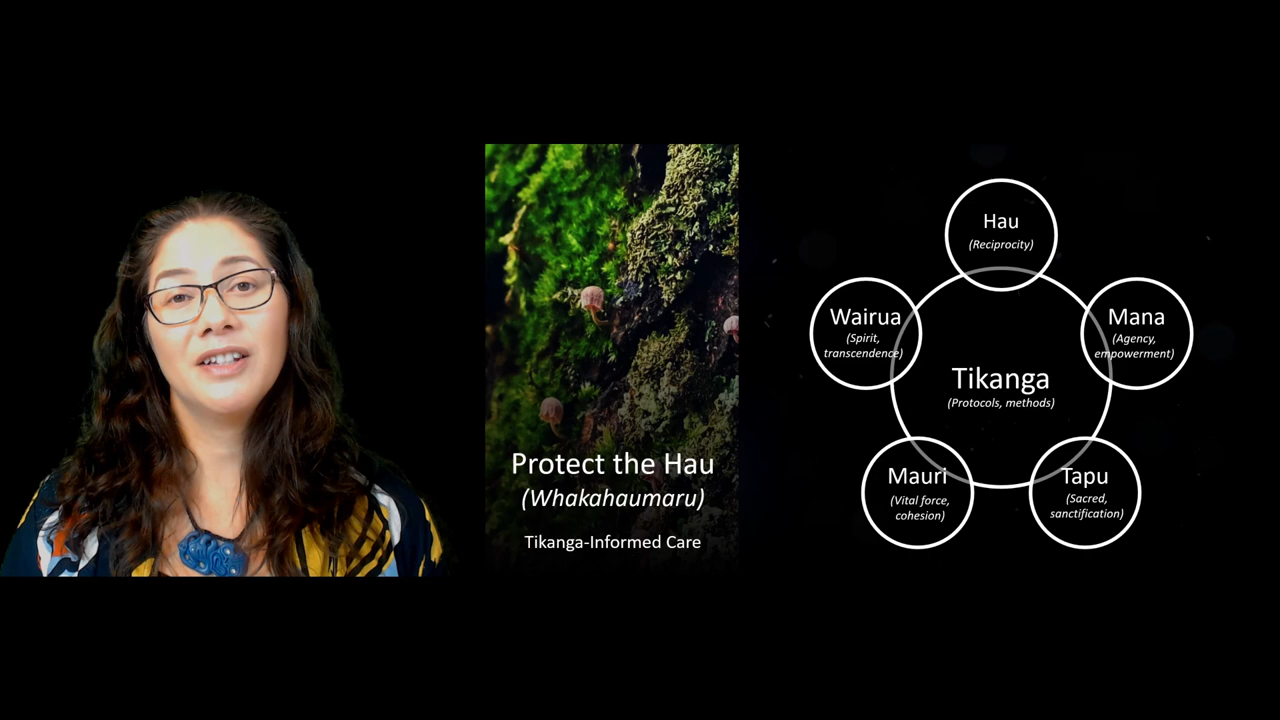 Protect the Hau
(Whakahaumaru)
Tikanga-Informed Care
Hau
(Reciprocity)
Wairua
(Spirit,
transcendence)
Mana
(Agency,
empowerment)
Tikanga
(Protocols, methods)
Mauri
(Vital force,
cohesion)
Tapu
(Sacred,
sanctification)